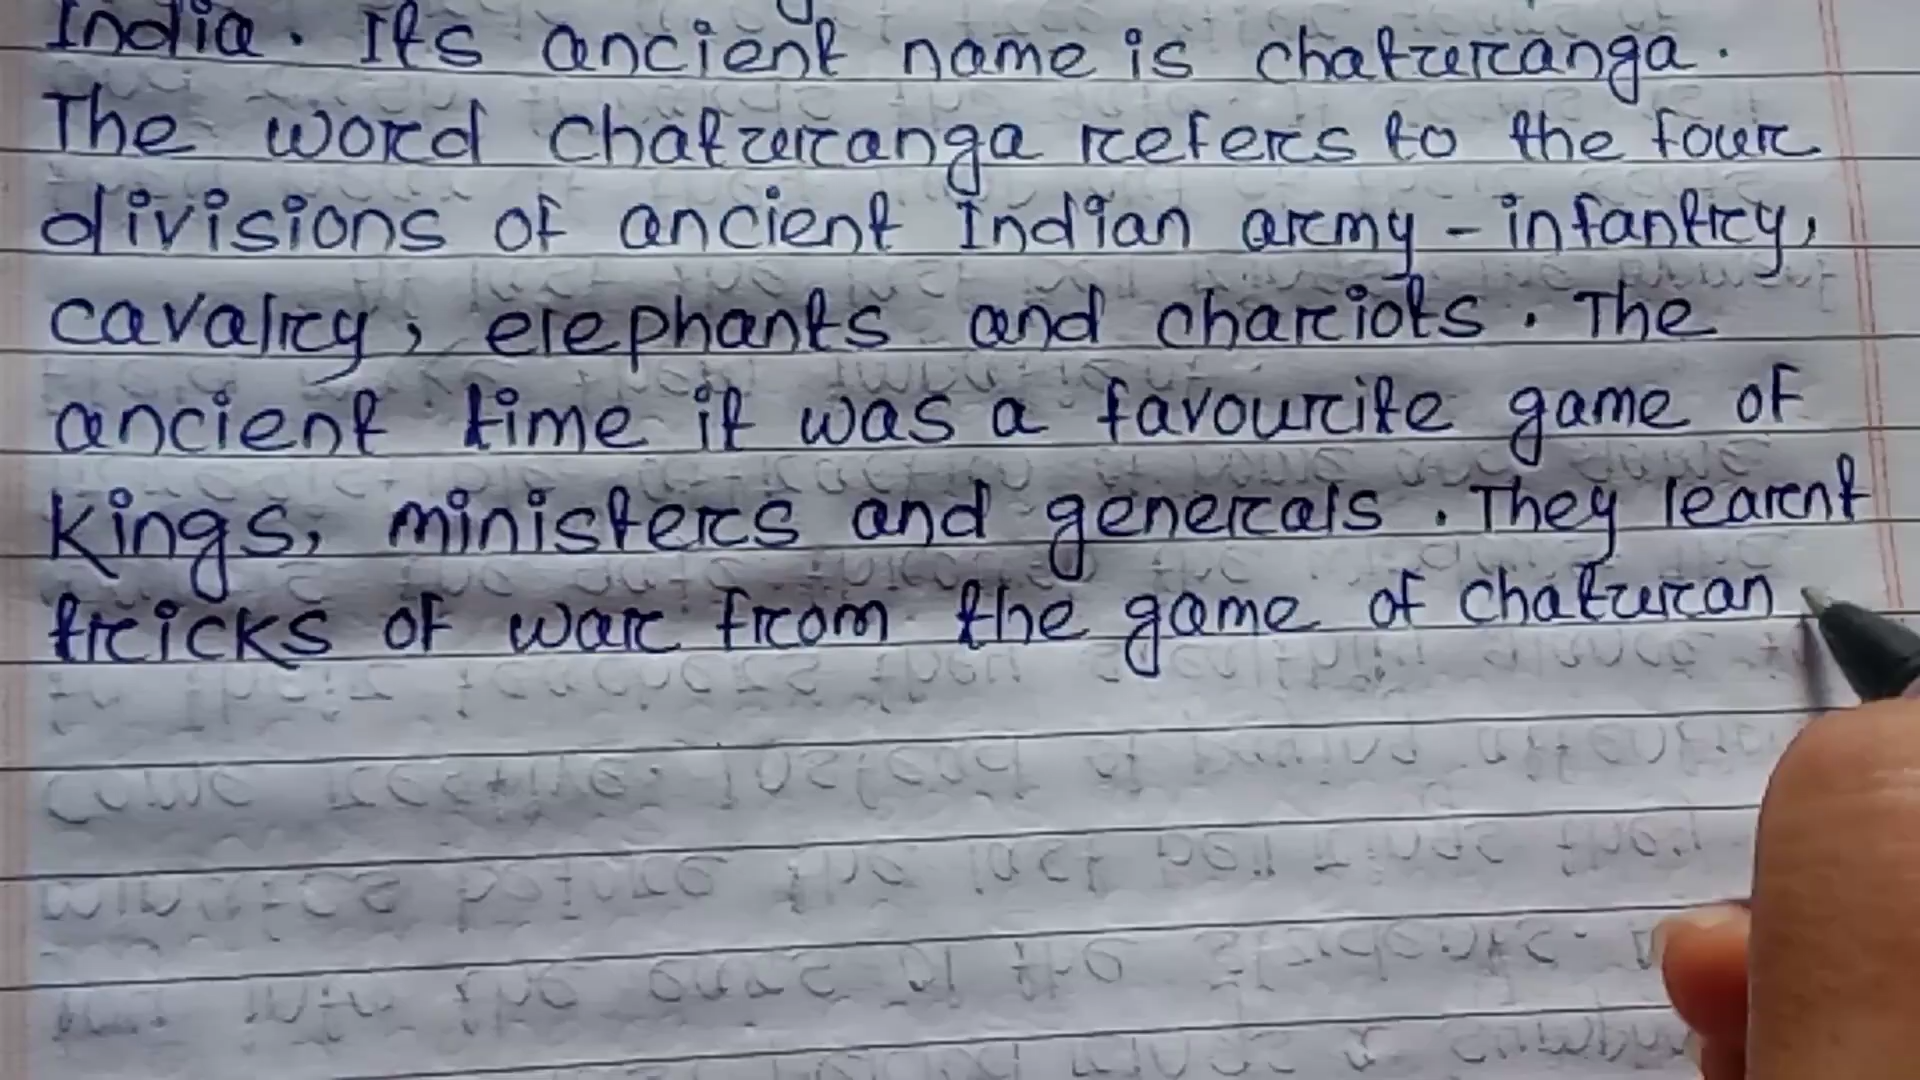 India. Its ancient name is chaturanga.
The word chaturanga refers to the four
divisions of ancient Indian army - infantry,
cavalry, elephants and chariots. The
ancient time it was a favourite game of
kings, ministers and generals. They learnt
tricks of war from the game of chaturan